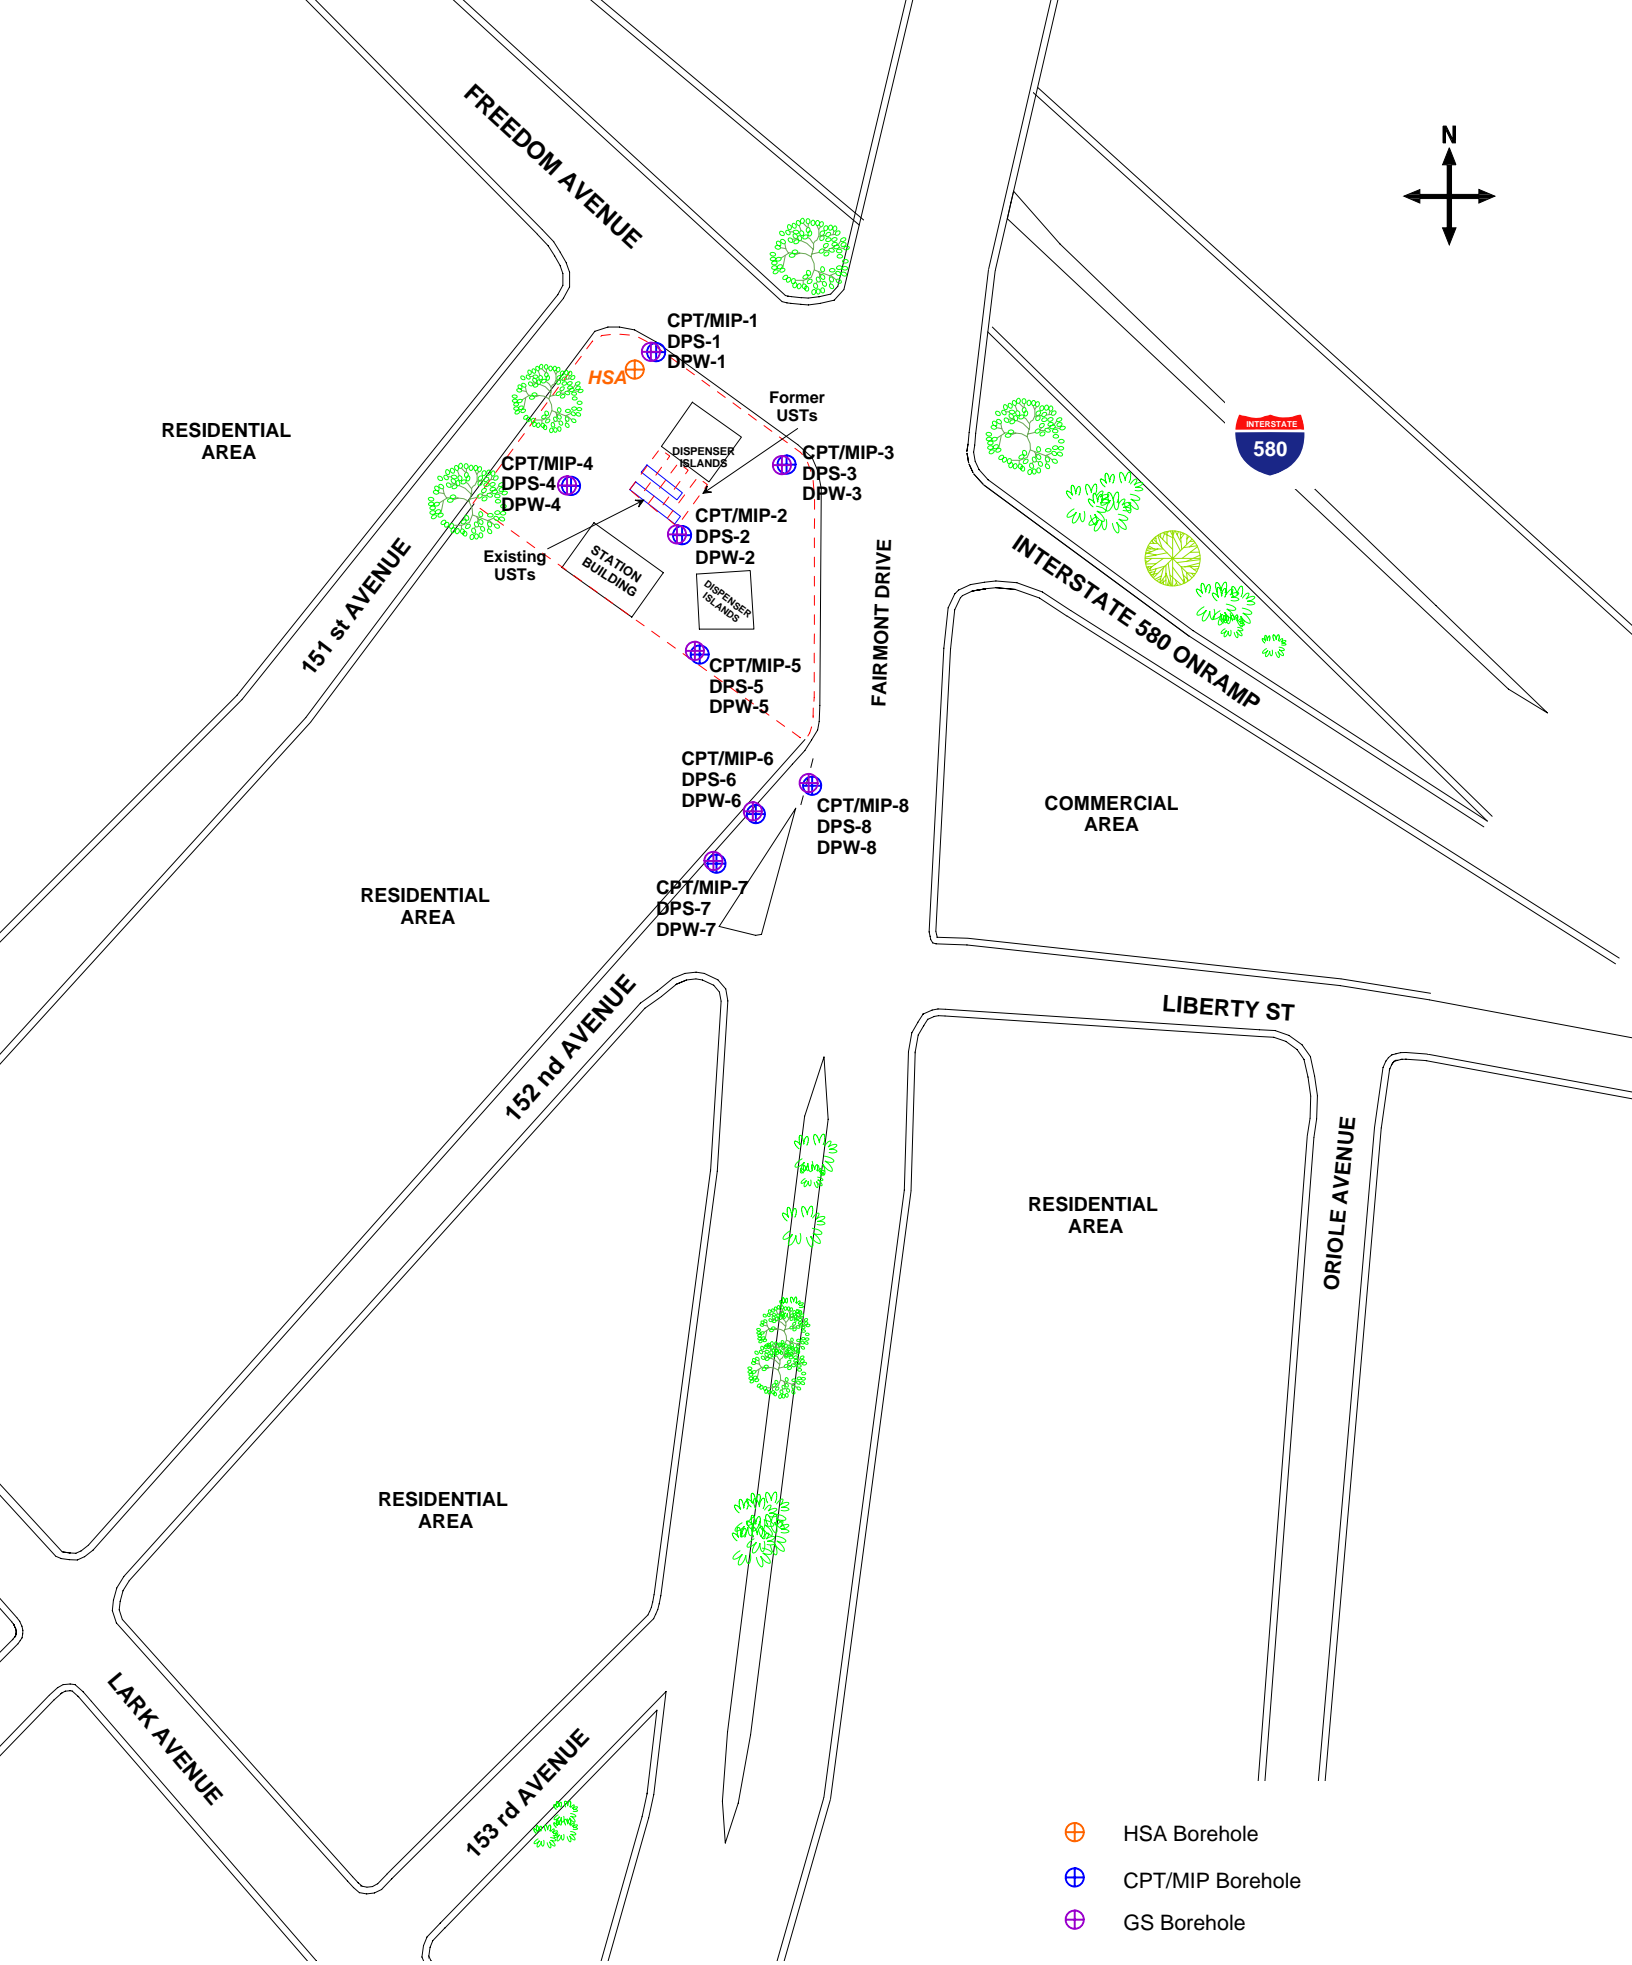 FREEDOM AVENUE
N
CPT/MIP-1
DPS-1
DPW-1
HSA
Former
USTs
RESIDENTIAL
AREA
DISPENSER
ISLANDS
CPT/MIP-3
DPS-3
DPW-3
INTERSTATE
580
CPT/MIP-4
DPS-4
DPW-4
CPT/MIP-2
DPS-2
DPW-2
Existing
USTs
STATION
BUILDING
DISPENSER
ISLANDS
151 st AVENUE
FAIRMONT DRIVE
INTERSTATE 580 ONRAMP
CPT/MIP-5
DPS-5
DPW-5
CPT/MIP-6
DPS-6
DPW-6
CPT/MIP-8
DPS-8
DPW-8
COMMERCIAL
AREA
RESIDENTIAL
AREA
CPT/MIP-7
DPS-7
DPW-7
152 nd AVENUE
LIBERTY ST
RESIDENTIAL
AREA
ORIOLE AVENUE
RESIDENTIAL
AREA
LARK AVENUE
153 rd AVENUE
HSA Borehole
CPT/MIP Borehole
GS Borehole